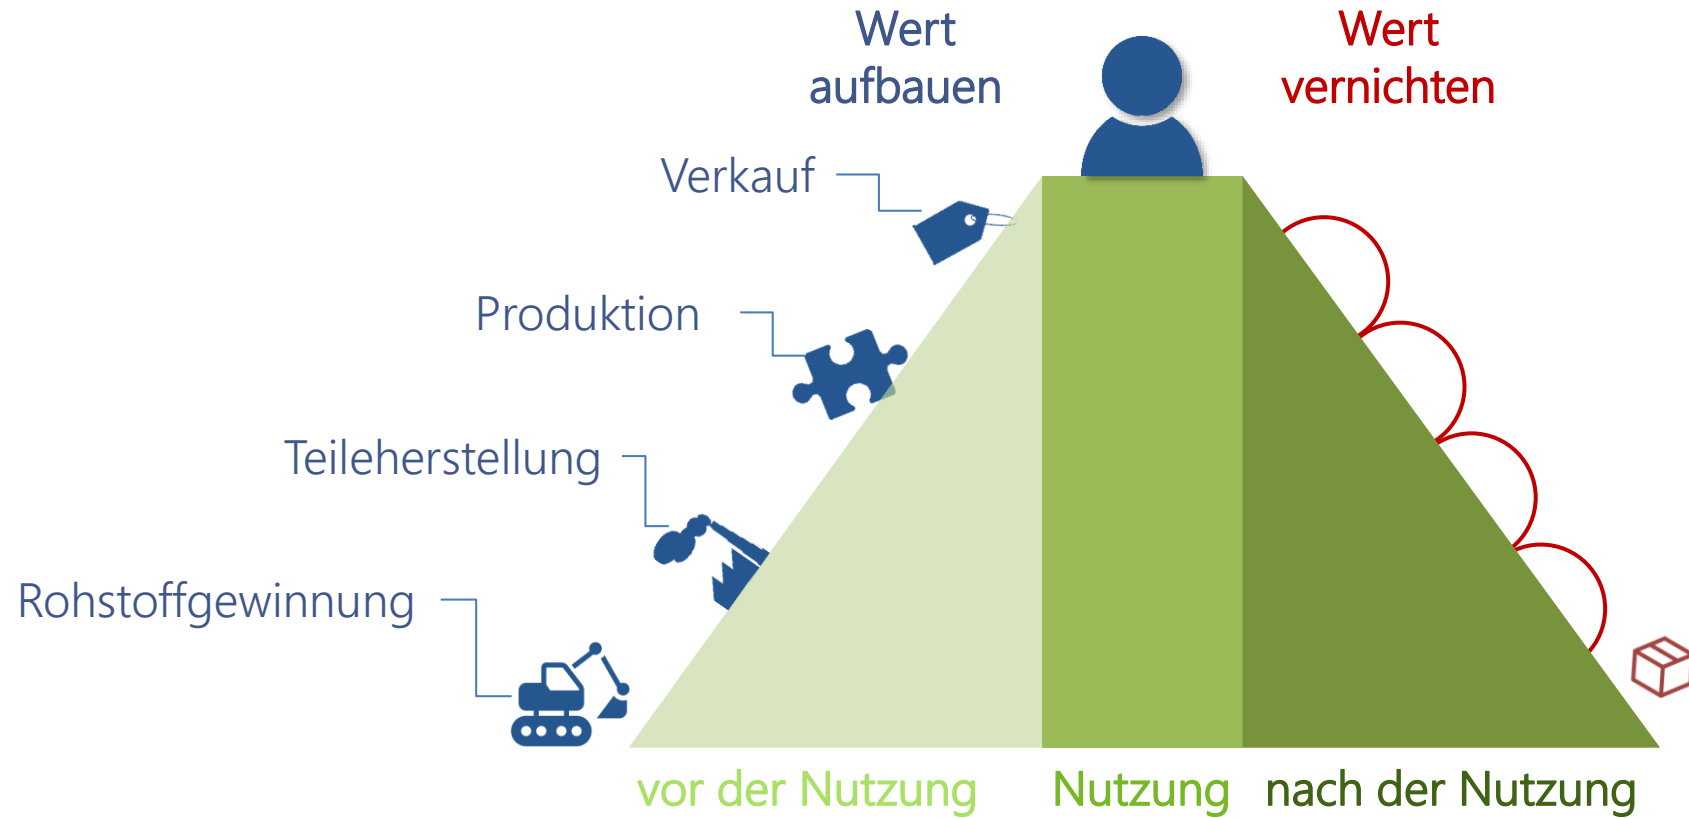 Wert
aufbauen
Wert
vernichten
Verkauf
Produktion
Teileherstellung
Rohstoffgewinnung
vor der Nutzung
Nutzung
nach der Nutzung